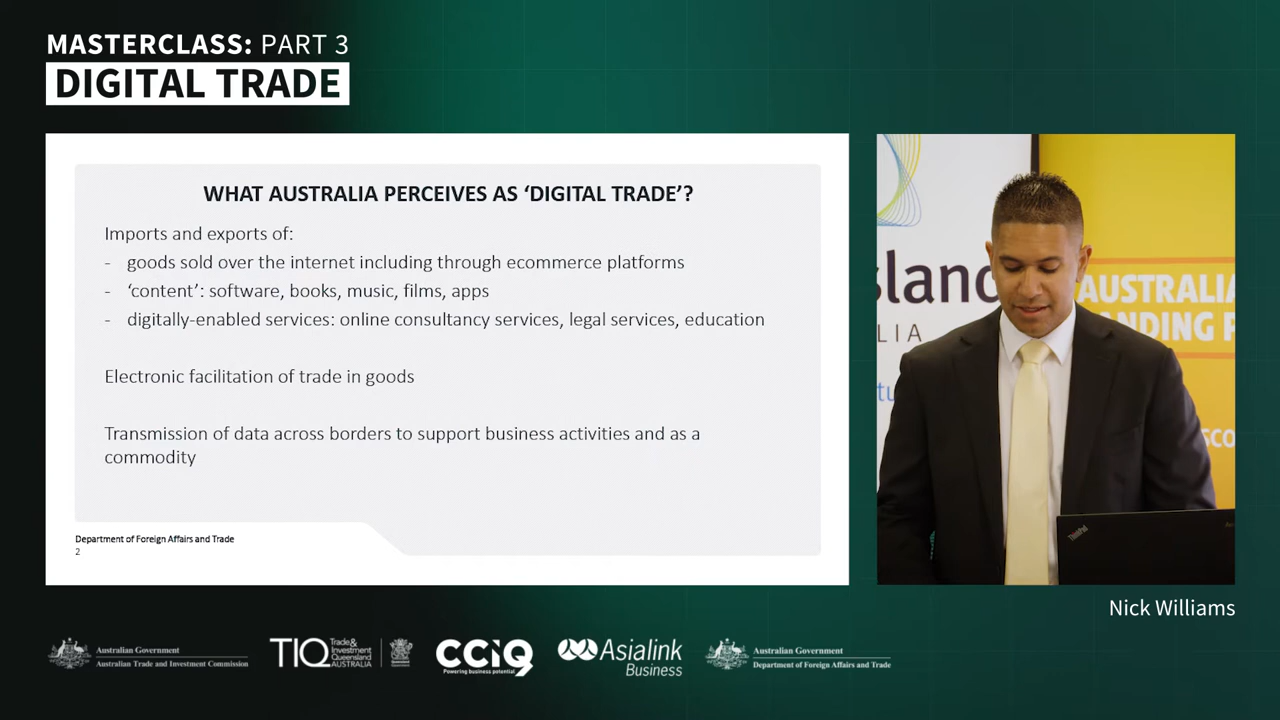 MASTERCLASS: PART 3
DIGITAL TRADE
WHAT AUSTRALIA PERCEIVES AS ‘DIGITAL TRADE’?
Imports and exports of:
- goods sold over the internet including through ecommerce platforms
- ‘content’: software, books, music, films, apps
- digitally-enabled services: online consultancy services, legal services, education
Electronic facilitation of trade in goods
Transmission of data across borders to support business activities and as a
commodity
Department of Foreign Affairs and Trade
2
AUSTRALIA
ThinkPad
Nick Williams
Australian Government
Australian Trade and Investment Commission
TIQ
Trade&
Investment
Queensland
AUSTRALIA
CCiQ
Powering business potential
Asialink
Business
Australian Government
Department of Foreign Affairs and Trade